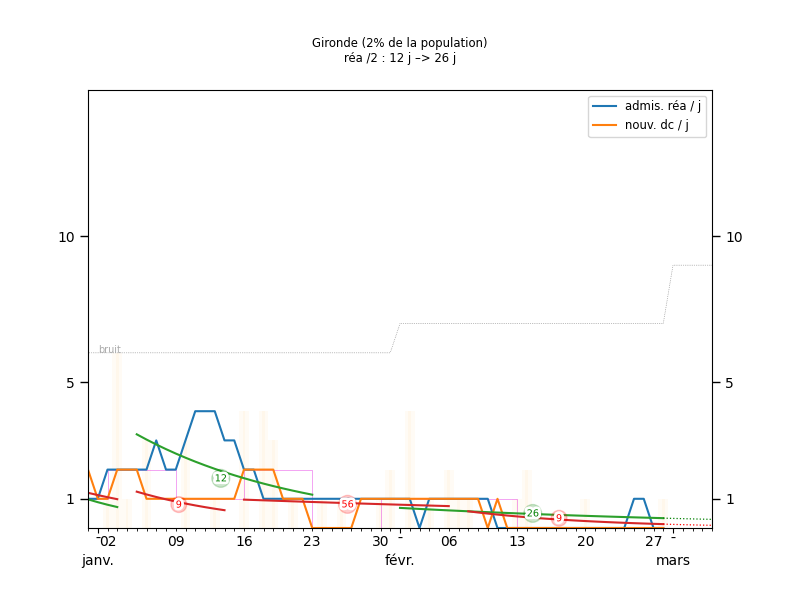 Gironde (2% de la population)
réa /2 : 12 j –> 26 j
admis. réa / j
nouv. dc / j
10 10
bruit
5 5
12
9
56
26
9
1 1
02 09 16 23 30 - 06 13 20 27 -
janv. févr. mars